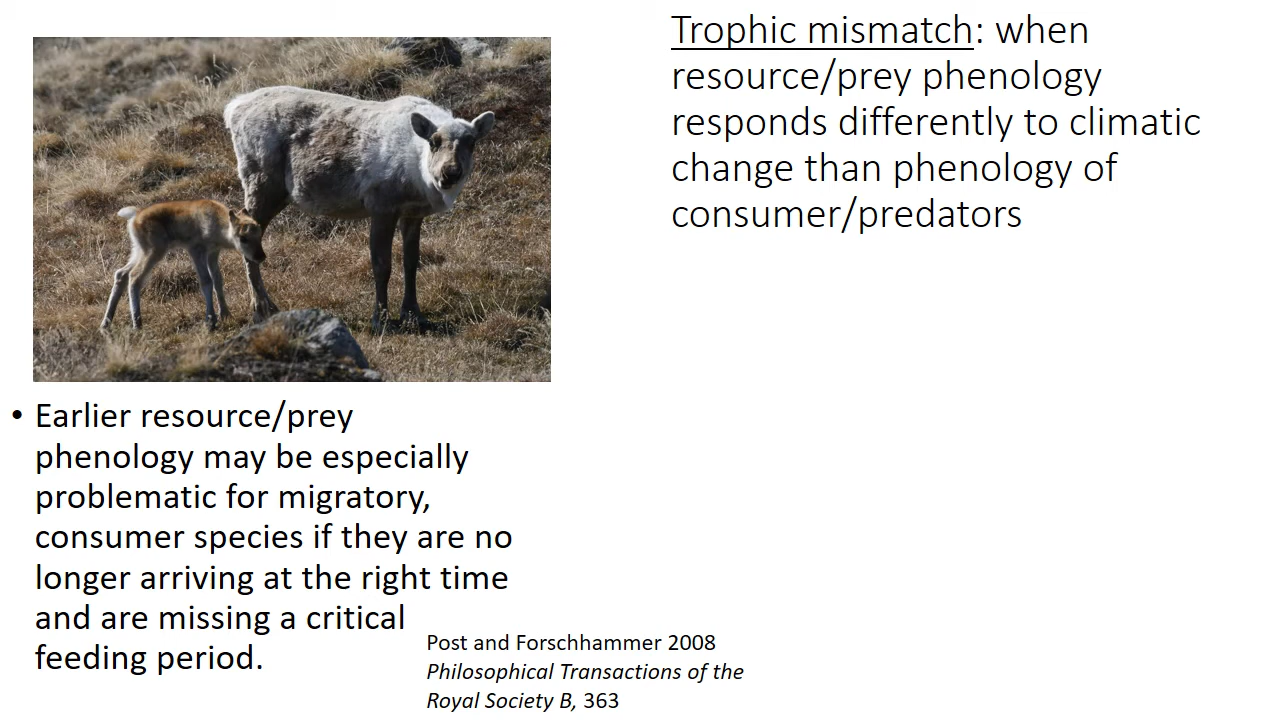 Trophic mismatch: when
resource/prey phenology
responds differently to climatic
change than phenology of
consumer/predators
• Earlier resource/prey
phenology may be especially
problematic for migratory,
consumer species if they are no
longer arriving at the right time
and are missing a critical
feeding period.
Post and Forschhammer 2008
Philosophical Transactions of the
Royal Society B, 363